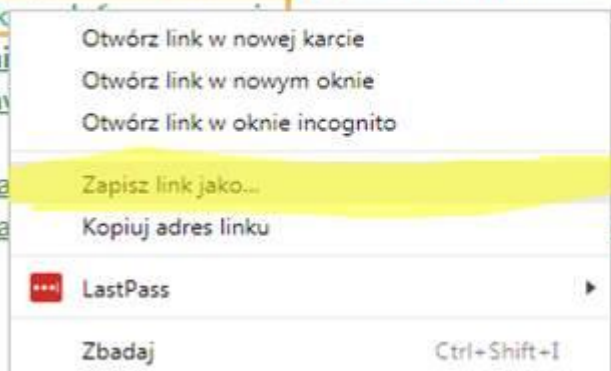 Otwórz link w nowej karcie
Otwórz link w nowym oknie
Otwórz link w oknie incognito
Zapisz link jako...
Kopiuj adres linku
LastPass
Zbadaj Ctrl+Shift+I